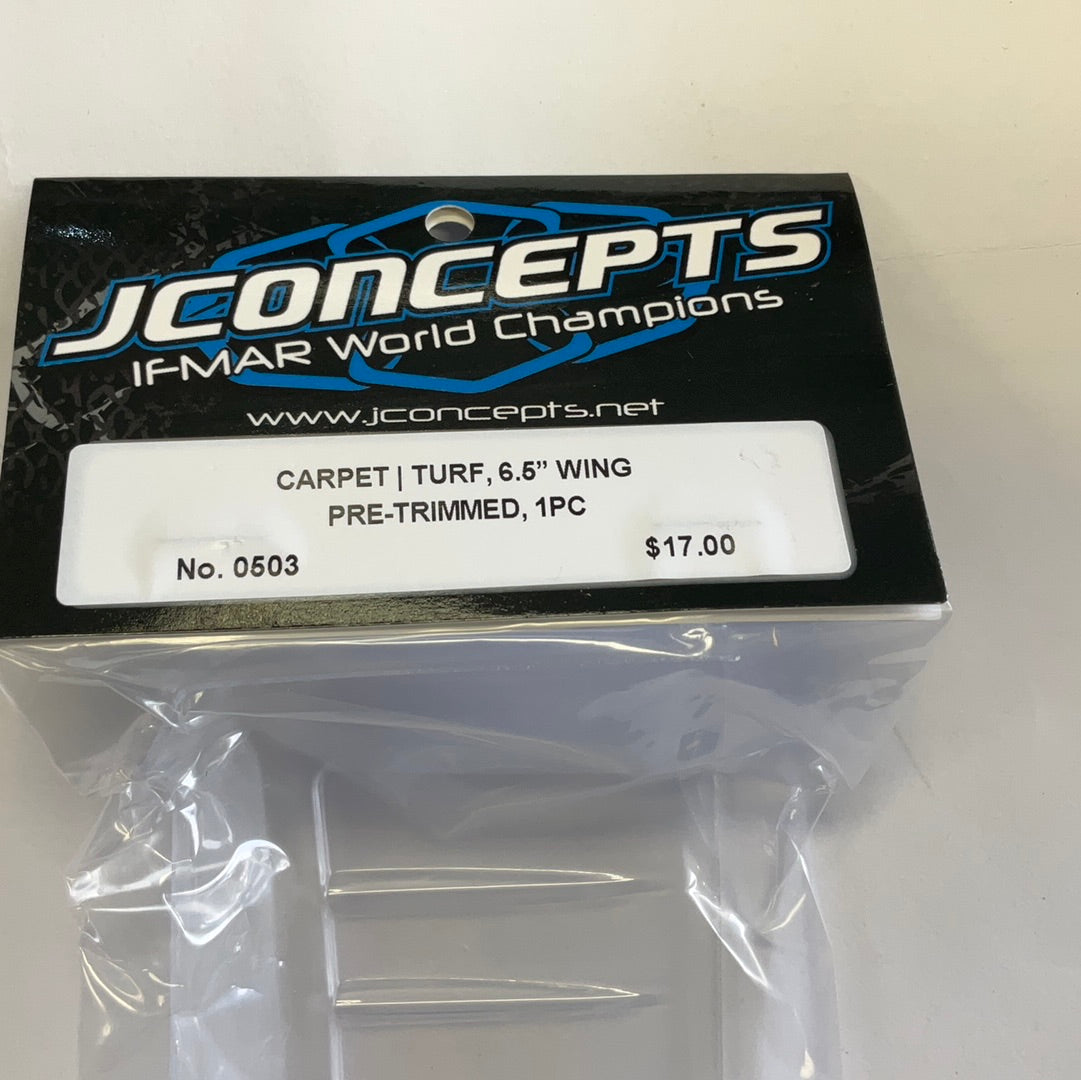 JCONCEPTS
IFMAR World Champions
www.jconcepts.net
CARPET | TURF, 6.5” WING
PRE-TRIMMED, 1PC
No. 0503
$17.00